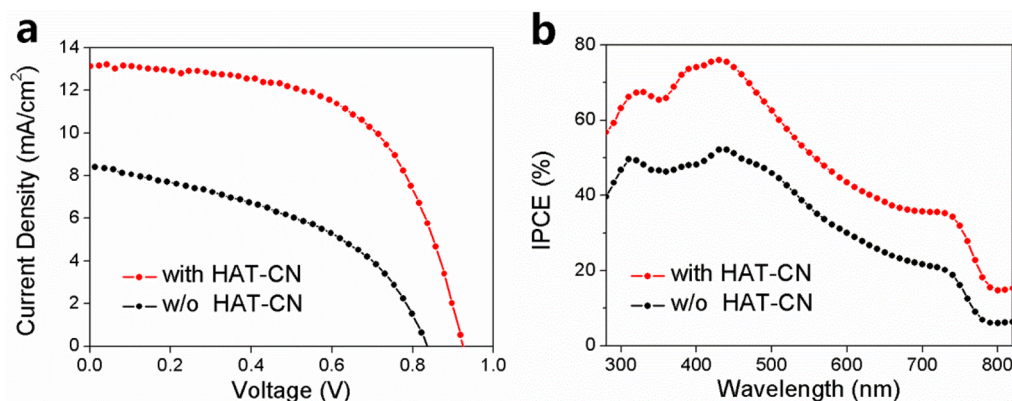 a
Current Density (mA/cm²)
14
12
10
8
6
4
2
0
with HAT-CN
w/o HAT-CN
0.0 0.2 0.4 0.6 0.8 1.0
Voltage (V)
b
IPCE (%)
80
60
40
20
0
with HAT-CN
w/o HAT-CN
300 400 500 600 700 800
Wavelength (nm)